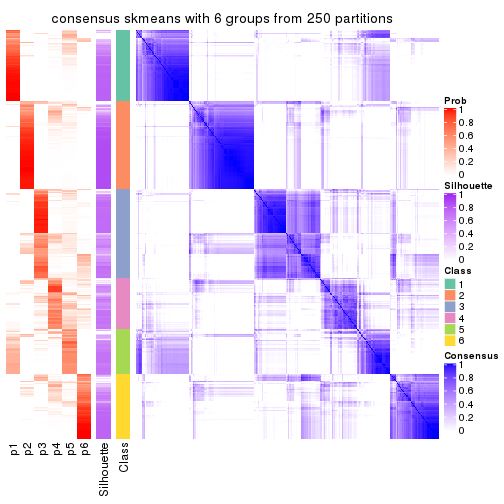 consensus skmeans with 6 groups from 250 partitions
Prob
1
0.8
0.6
0.4
0.2
0
Silhouette
1
0.8
0.6
0.4
0.2
0
Class
1
2
3
4
5
6
Consensus
1
0.8
0.6
0.4
0.2
0
p1
p2
p3
p4
p5
p6
Silhouette
Class